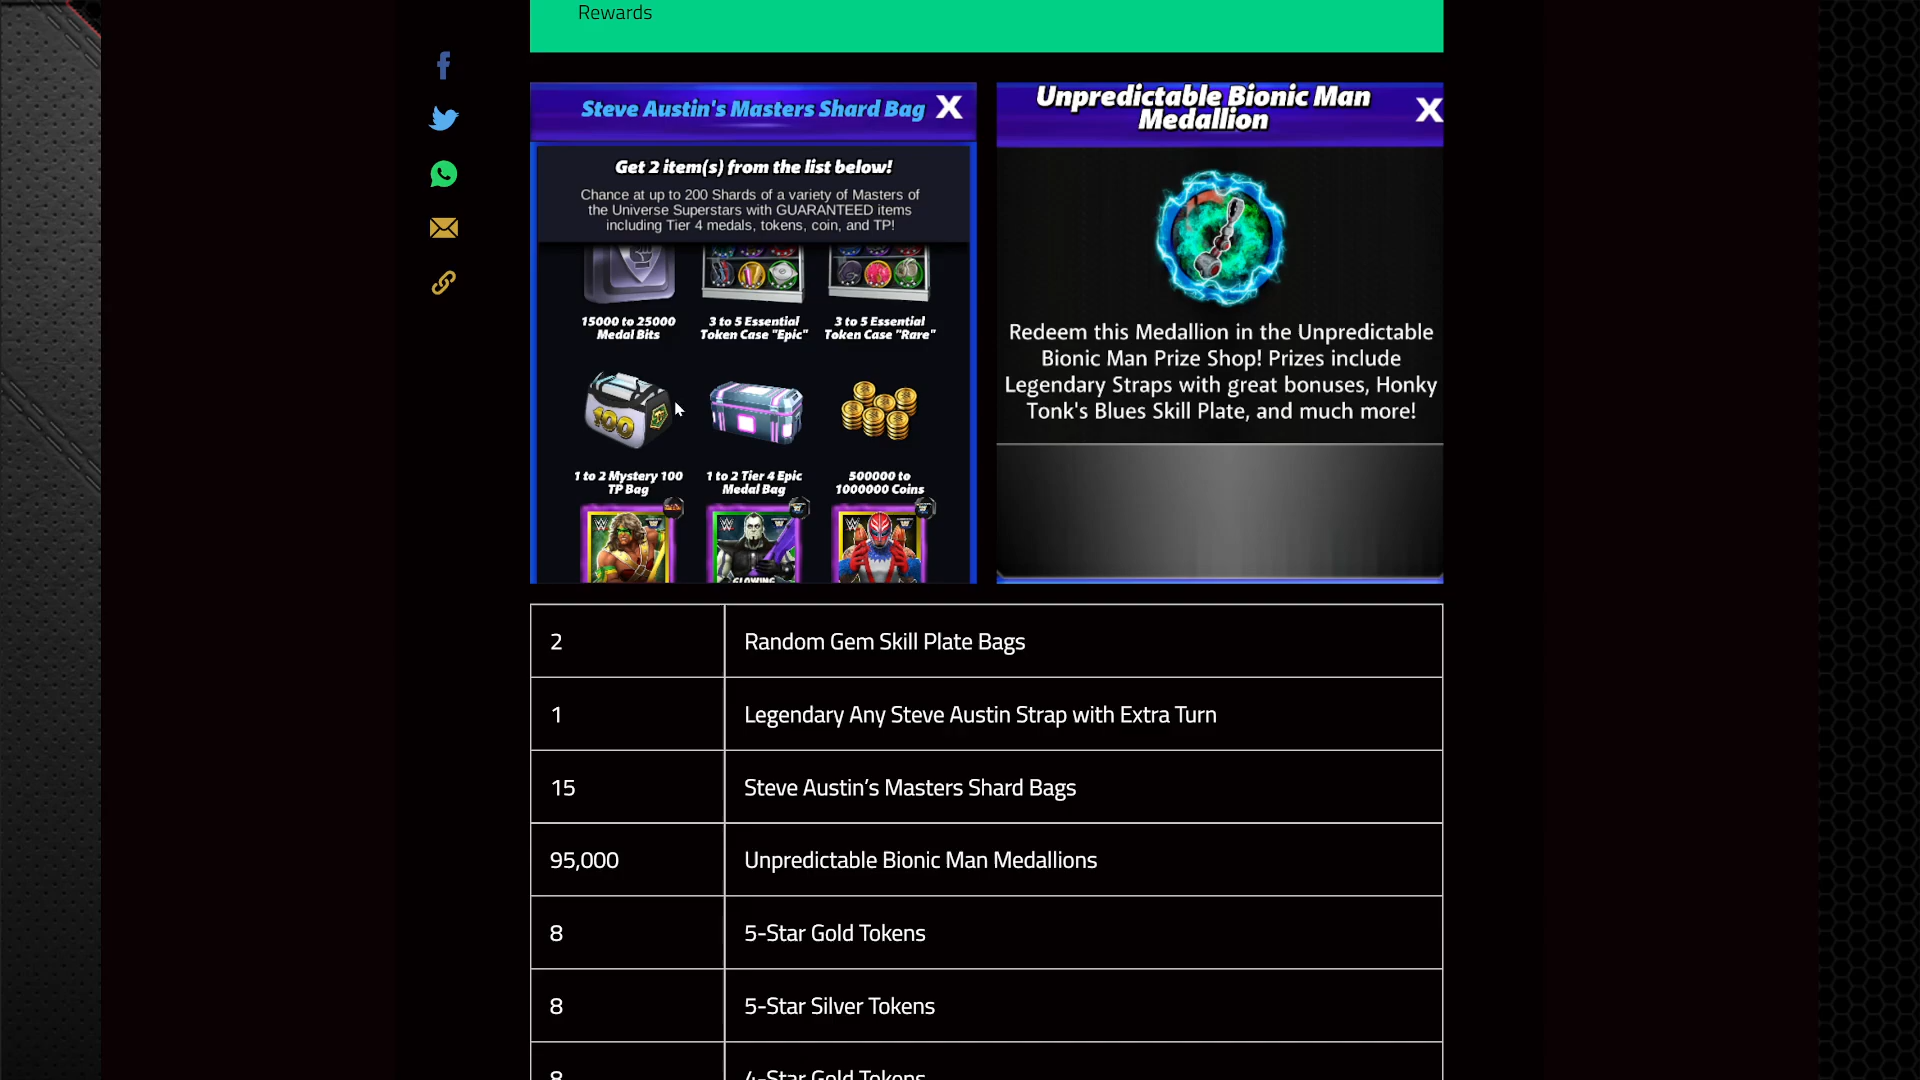 Rewards
Steve Austin's Masters Shard Bag X
Get 2 item(s) from the list below!
Chance at up to 200 Shards of a variety of Masters of
the Universe Superstars with GUARANTEED items
including Tier 4 medals, tokens, coin, and TP!
15000 to 25000
Medal Bits
3 to 5 Essential
Token Case "Epic"
3 to 5 Essential
Token Case "Rare"
100
1 to 2 Mystery 100
TP Bag
1 to 2 Tier 4 Epic
Medal Bag
500000 to
1000000 Coins
GLOWING
Unpredictable Bionic Man
Medallion
X
Redeem this Medallion in the Unpredictable
Bionic Man Prize Shop! Prizes include
Legendary Straps with great bonuses, Honky
Tonk's Blues Skill Plate, and much more!
2 Random Gem Skill Plate Bags
1 Legendary Any Steve Austin Strap with Extra Turn
15 Steve Austin’s Masters Shard Bags
95,000 Unpredictable Bionic Man Medallions
8 5-Star Gold Tokens
8 5-Star Silver Tokens
8 4-Star Gold Tokens